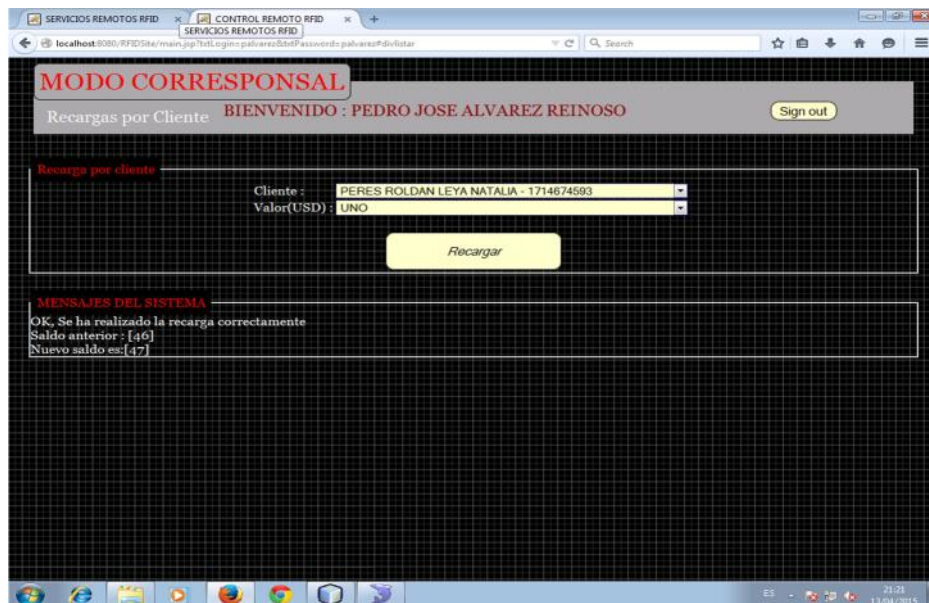 SERVICIOS REMOTOS RFID
CONTROL REMOTO RFID
SERVICIOS REMOTOS RFID
localhost:8080/RFIDSite/main.jsp?txtLogin=palvarez&txtPassword=palvarez#divlistar
Search
MODO CORRESPONSAL
Recargas por Cliente
BIENVENIDO : PEDRO JOSE ALVAREZ REINOSO
Sign out
Recarga por cliente
Cliente : PERES ROLDAN LEYA NATALIA - 1714674593
Valor(USD) : UNO
Recargar
MENSAJES DEL SISTEMA
OK, Se ha realizado la recarga correctamente
Saldo anterior : [46]
Nuevo saldo es:[47]
ES
21:21
13/04/2015